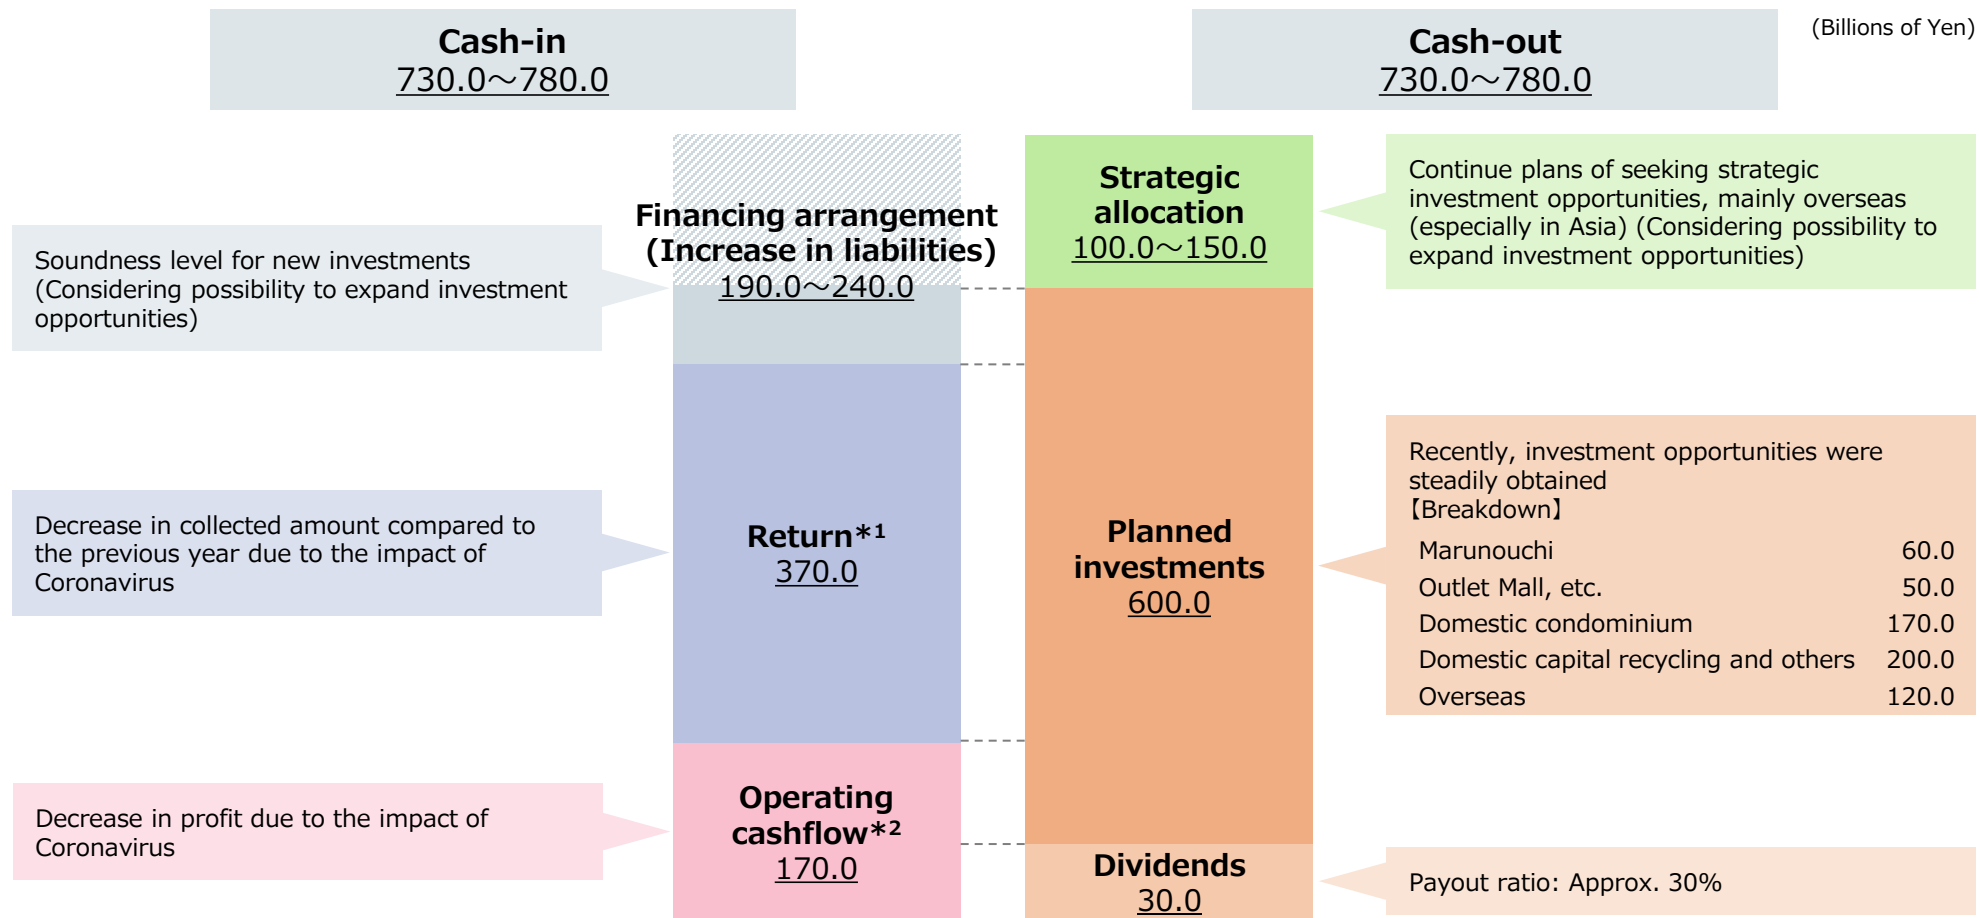 Cash-in
730.0～780.0
Cash-out
730.0～780.0
(Billions of Yen)
Soundness level for new investments
(Considering possibility to expand investment
opportunities)
Decrease in collected amount compared to
the previous year due to the impact of
Coronavirus
Decrease in profit due to the impact of
Coronavirus
Financing arrangement
(Increase in liabilities)
190.0～240.0
Return*1
370.0
Operating
cashflow*2
170.0
Strategic
allocation
100.0～150.0
Planned
investments
600.0
Dividends
30.0
Continue plans of seeking strategic
investment opportunities, mainly overseas
(especially in Asia) (Considering possibility to
expand investment opportunities)
Recently, investment opportunities were
steadily obtained
【Breakdown】
Marunouchi 60.0
Outlet Mall, etc. 50.0
Domestic condominium 170.0
Domestic capital recycling and others 200.0
Overseas 120.0
Payout ratio: Approx. 30%